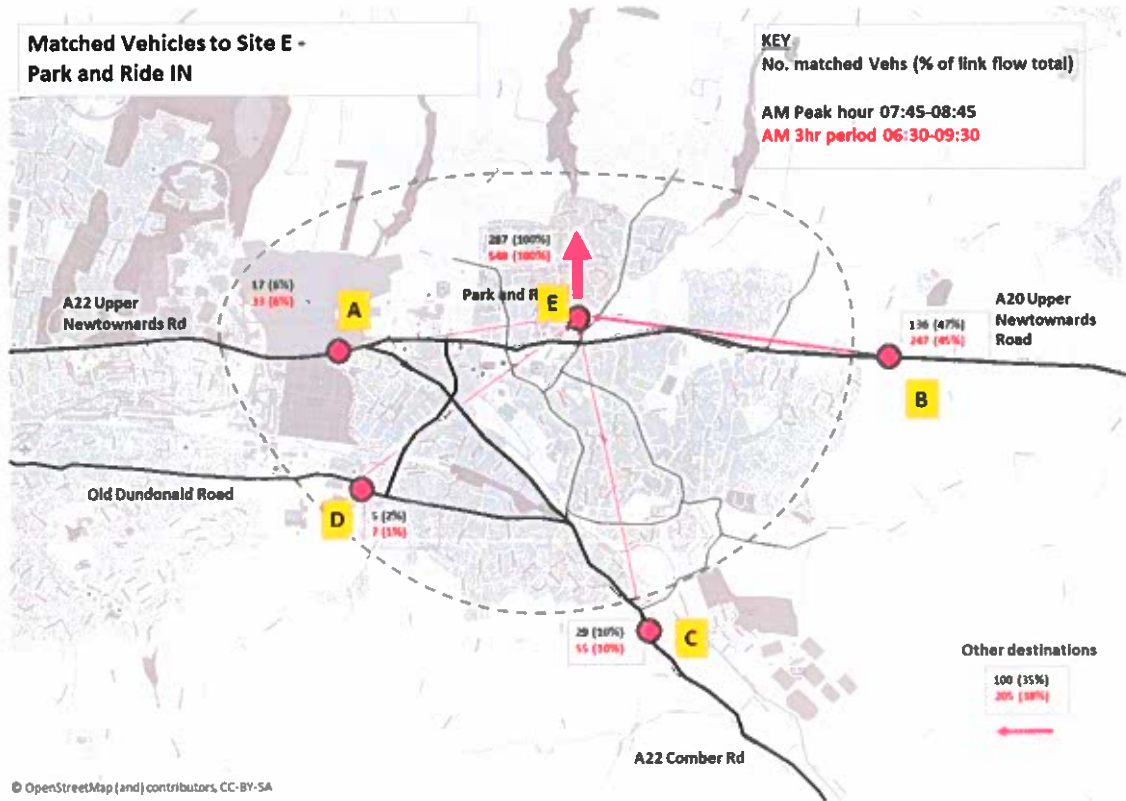 Matched Vehicles to Site E -
Park and Ride IN
KEY
No. matched Vehs (% of link flow total)
AM Peak hour 07:45-08:45
AM 3hr period 06:30-09:30
287 (100%)
548 (100%)
17 (6%)
33 (6%)
A22 Upper
Newtownards Rd
A
Park and R
E
A20 Upper
Newtownards
Road
136 (47%)
247 (45%)
B
Old Dundonald Road
D
5 (2%)
7 (1%)
29 (10%)
55 (10%)
C
Other destinations
100 (35%)
205 (38%)
A22 Comber Rd
© OpenStreetMap (and) contributors, CC-BY-SA